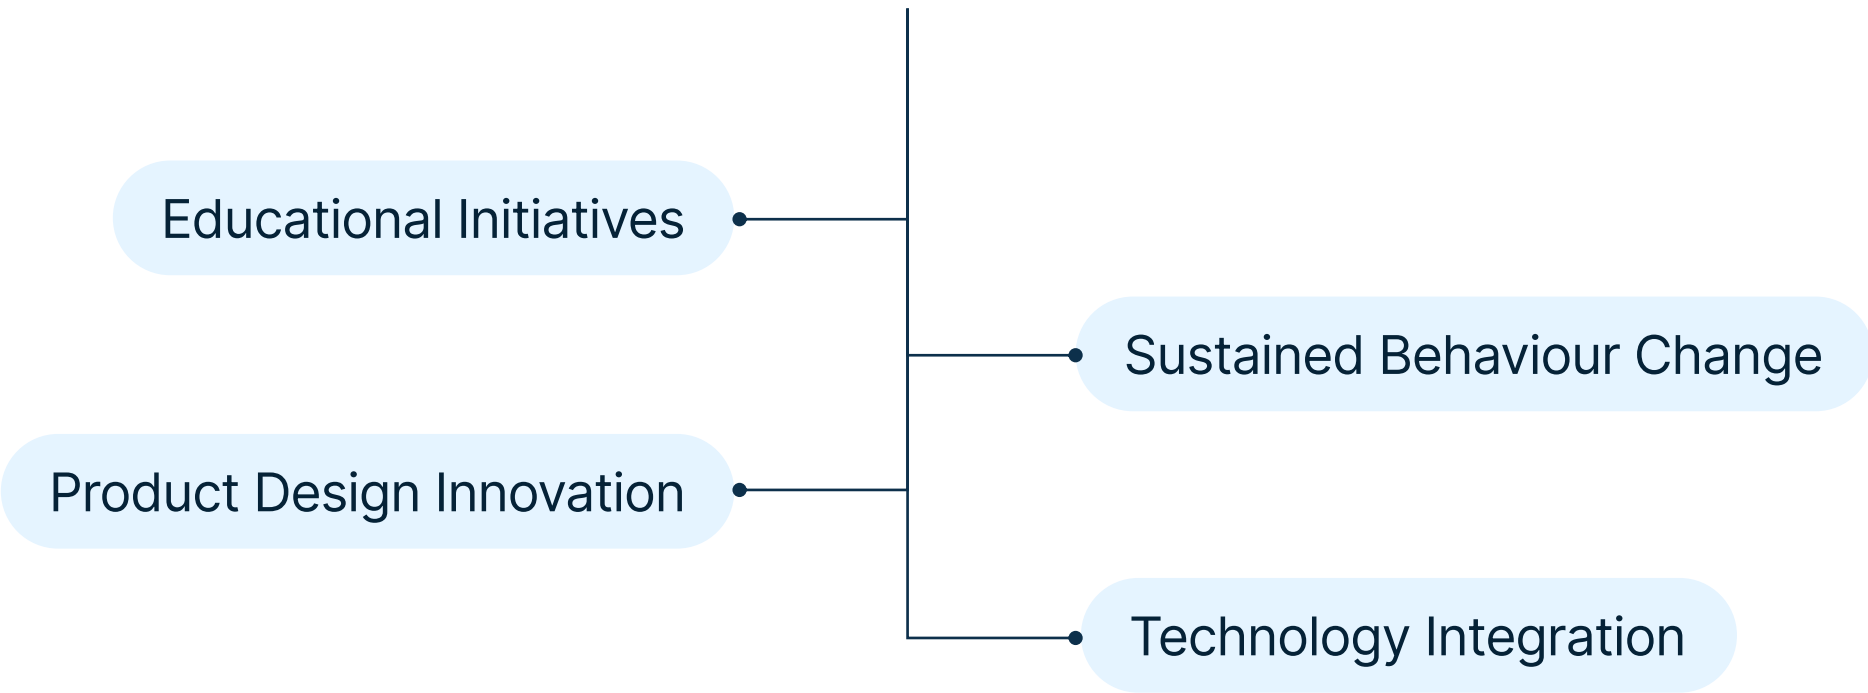 Educational Initiatives
Sustained Behaviour Change
Product Design Innovation
Technology Integration